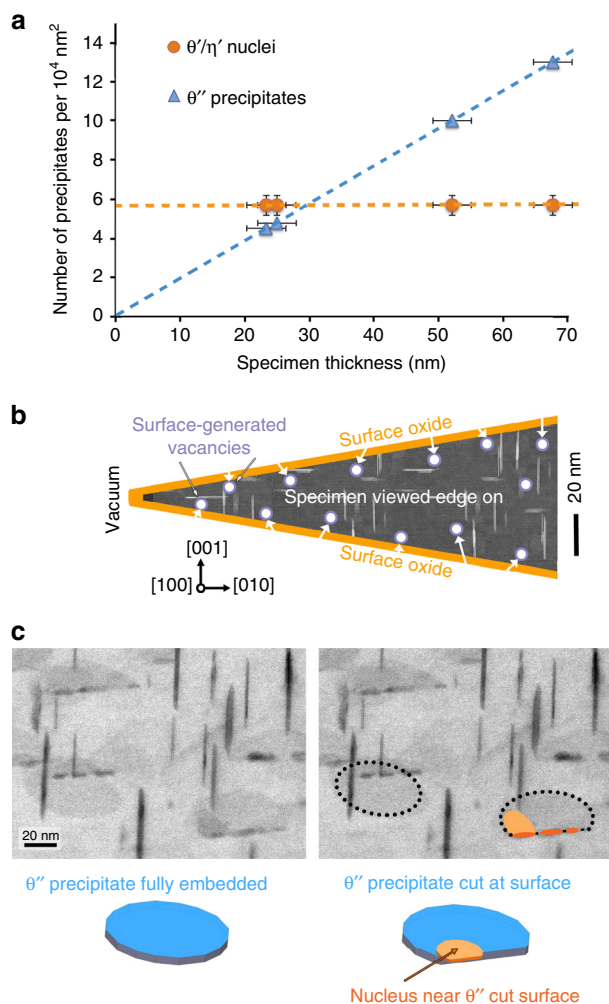 a
14
12
10
8
6
4
2
0
Number of precipitates per 10⁴ nm²
θ′/η′ nuclei
θ″ precipitates
0 10 20 30 40 50 60 70
Specimen thickness (nm)
b
Surface-generated
vacancies
Surface oxide
Vacuum
Specimen viewed edge on
20 nm
Surface oxide
[001]
[100]
[010]
c
20 nm
θ″ precipitate fully embedded
θ″ precipitate cut at surface
Nucleus near θ″ cut surface